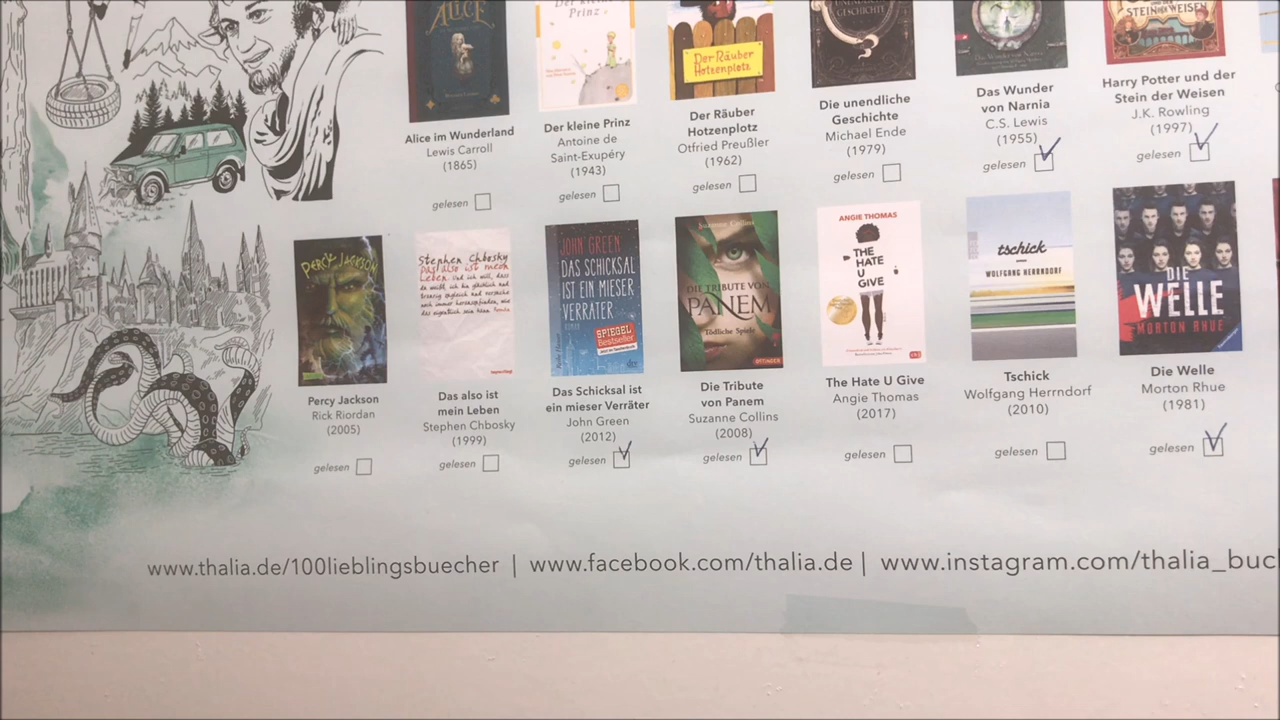 ALICE
Der kleine
Prinz
Der Räuber
Hotzenplotz
GESCHICHTE
Das Wunder von Narnia
STEIN DER WEISEN
Alice im Wunderland
Lewis Carroll
(1865)
gelesen
Der kleine Prinz
Antoine de
Saint-Exupéry
(1943)
gelesen
Der Räuber
Hotzenplotz
Otfried Preußler
(1962)
gelesen
Die unendliche
Geschichte
Michael Ende
(1979)
gelesen
Das Wunder
von Narnia
C.S. Lewis
(1955)
gelesen
Harry Potter und der
Stein der Weisen
J.K. Rowling
(1997)
gelesen
PERCY JACKSON
Percy Jackson
Rick Riordan
(2005)
gelesen
Stephen Chbosky
Das also ist mein
Leben.
Das also ist
mein Leben
Stephen Chbosky
(1999)
gelesen
JOHN GREEN
DAS SCHICKSAL
IST EIN MIESER
VERRÄTER
ROMAN
SPIEGEL
Bestseller
Das Schicksal ist
ein mieser Verräter
John Green
(2012)
gelesen
Suzanne Collins
DIE TRIBUTE VON
PANEM
Tödliche Spiele
OETINGER
Die Tribute
von Panem
Suzanne Collins
(2008)
gelesen
ANGIE THOMAS
THE
HATE
U
GIVE
cbt
The Hate U Give
Angie Thomas
(2017)
gelesen
tschick
WOLFGANG HERRNDORF
Tschick
Wolfgang Herrndorf
(2010)
gelesen
DIE
WELLE
MORTON RHUE
Die Welle
Morton Rhue
(1981)
gelesen
www.thalia.de/100lieblingsbuecher | www.facebook.com/thalia.de | www.instagram.com/thalia_buc